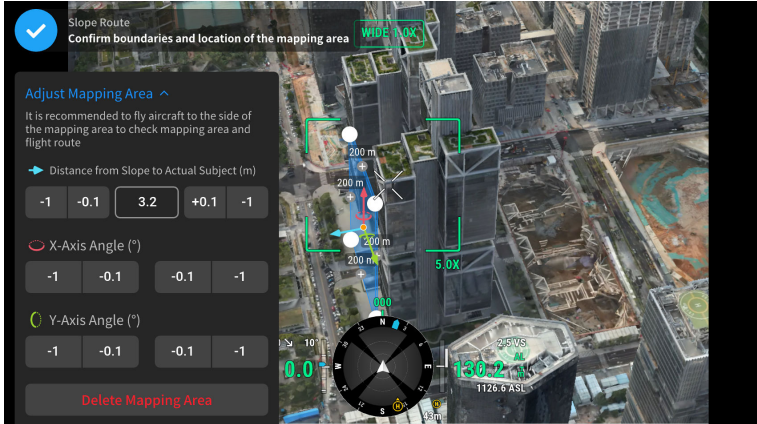 Slope Route
Confirm boundaries and location of the mapping area
WIDE 1.0X
Adjust Mapping Area
It is recommended to fly aircraft to the side of
the mapping area to check mapping area and
flight route
Distance from Slope to Actual Subject (m)
-1 -0.1 3.2 +0.1 -1
X-Axis Angle (°)
-1 -0.1 -0.1 -1
Y-Axis Angle (°)
-1 -0.1 -0.1 -1
Delete Mapping Area
200 m
200 m
200 m
200 m
5.0X
000
10°
0.0
N
W
E
S
2.5 VS
130.2
AL
1126.6 ASL
43m